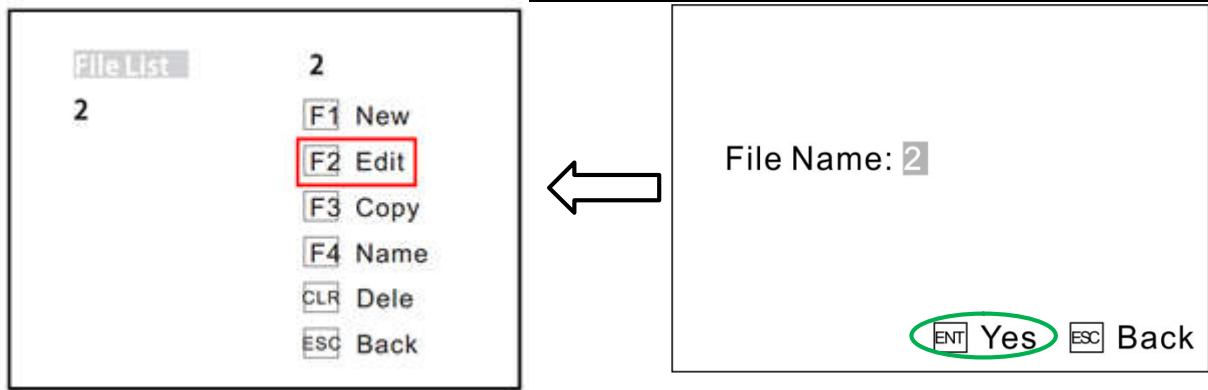 File List
2
2
F1 New
F2 Edit
F3 Copy
F4 Name
CLR Dele
ESC Back
File Name: 2
ENT Yes ESC Back